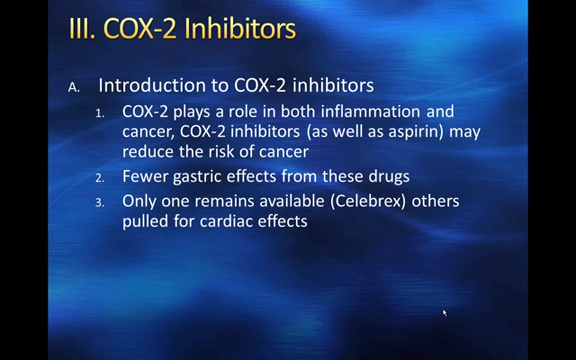 III. COX-2 Inhibitors
A. Introduction to COX-2 inhibitors
1. COX-2 plays a role in both inflammation and
cancer, COX-2 inhibitors (as well as aspirin) may
reduce the risk of cancer
2. Fewer gastric effects from these drugs
3. Only one remains available (Celebrex) others
pulled for cardiac effects